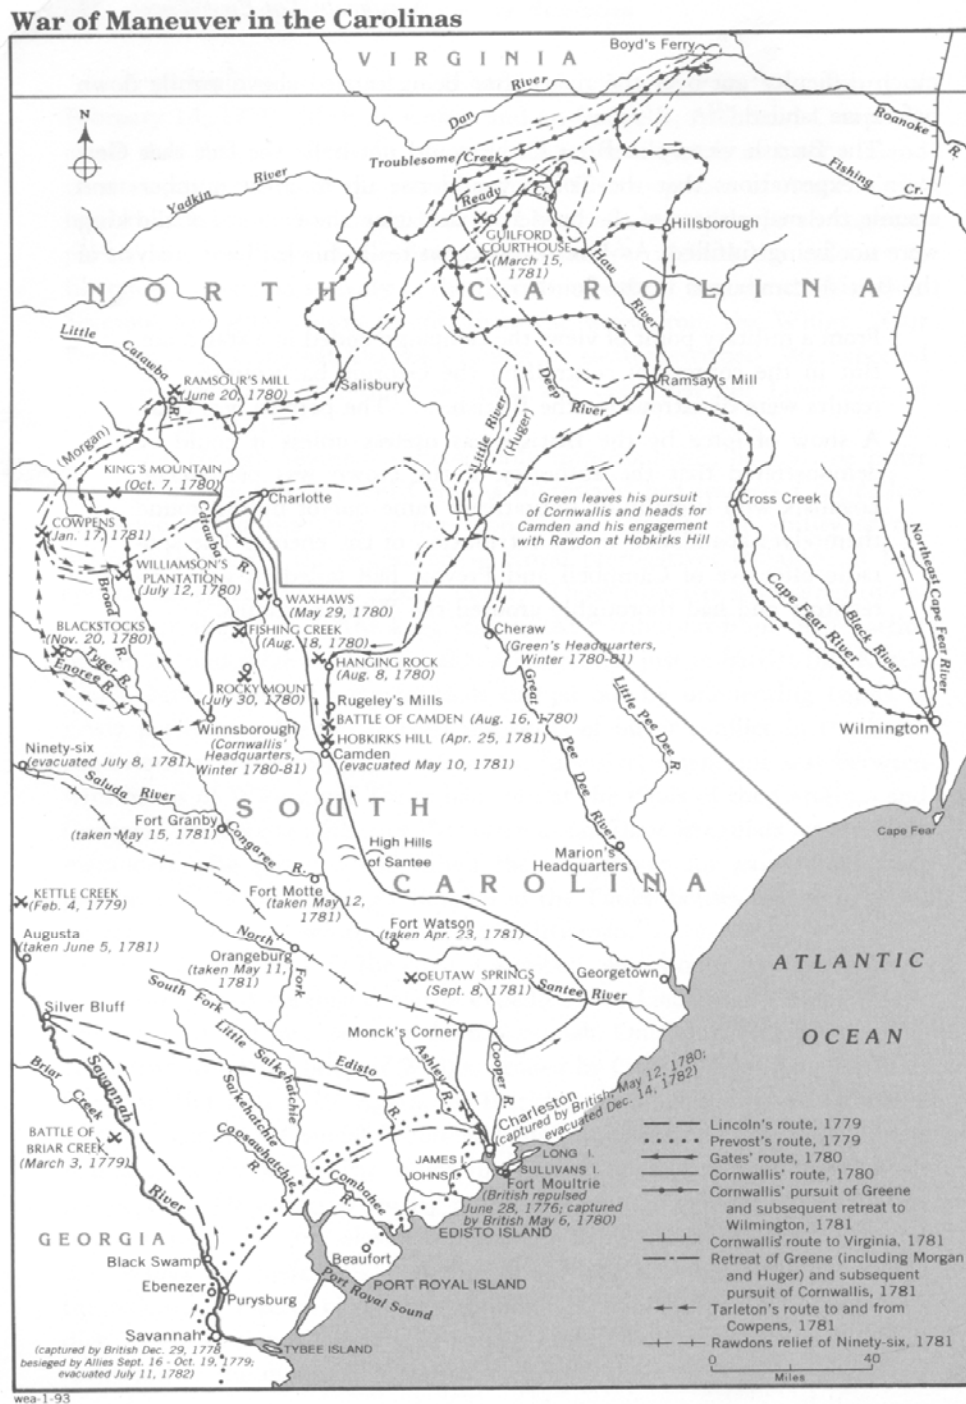 War of Maneuver in the Carolinas
VIRGINIA
Boyd's Ferry
Dan River
Roanoke R.
N
Troublesome Creek
Fishing Cr.
Yadkin River
Ready Cr.
Hillsborough
GUILFORD
COURTHOUSE
(March 15,
1781)
Haw River
NORTH CAROLINA
Little Catawba R.
RAMSOUR'S MILL
(June 20, 1780)
Salisbury
Ramsay's Mill
Deep River
Little River
(Huger)
(Morgan)
KING'S MOUNTAIN
(Oct. 7, 1780)
Charlotte
Green leaves his pursuit
of Cornwallis and heads for
Camden and his engagement
with Rawdon at Hobkirks Hill
Cross Creek
COWPENS
(Jan. 17, 1781)
Catawba R.
WILLIAMSON'S
PLANTATION
(July 12, 1780)
Broad R.
Northeast Cape Fear River
Cape Fear River
Black River
WAXHAWS
(May 29, 1780)
BLACKSTOCKS
(Nov. 20, 1780)
FISHING CREEK
(Aug. 18, 1780)
Cheraw
(Green's Headquarters,
Winter 1780-81)
Tyger R.
Enoree R.
HANGING ROCK
(Aug. 8, 1780)
ROCKY MOUNT
(July 30, 1780)
Rugeley's Mills
Great Pee Dee River
Little Pee Dee R.
BATTLE OF CAMDEN (Aug. 16, 1780)
Winnsborough
(Cornwallis'
Headquarters,
Winter 1780-81)
HOBKIRKS HILL (Apr. 25, 1781)
Wilmington
Camden
(evacuated May 10, 1781)
Ninety-six
(evacuated July 8, 1781)
Saluda River
SOUTH CAROLINA
Fort Granby
(taken May 15, 1781)
Congaree R.
High Hills
of Santee
Cape Fear
Marion's
Headquarters
KETTLE CREEK
(Feb. 4, 1779)
Fort Motte
(taken May 12,
1781)
Fort Watson
(taken Apr. 23, 1781)
Augusta
(taken June 5, 1781)
North Fork
Orangeburg
(taken May 11,
1781)
EUTAW SPRINGS
(Sept. 8, 1781)
Georgetown
Santee River
ATLANTIC
OCEAN
South Fork
Silver Bluff
Monck's Corner
Little Salkehatchie
Edisto R.
Ashley R.
Cooper R.
Briar Creek
Savannah River
Salkehatchie R.
Coosawhatchie
Combohee R.
Charleston
(captured by British, May 12, 1780;
evacuated Dec. 14, 1782)
BATTLE OF
BRIAR CREEK
(March 3, 1779)
JAMES I.
JOHNS I.
LONG I.
SULLIVANS I.
Fort Moultrie
(British repulsed
June 28, 1776; captured
by British May 6, 1780)
EDISTO ISLAND
GEORGIA
Black Swamp
Beaufort
Ebenezer
Purysburg
PORT ROYAL ISLAND
Port Royal Sound
Savannah
(captured by British Dec. 29, 1778
besieged by Allies Sept. 16 - Oct. 19, 1779;
evacuated July 11, 1782)
TYBEE ISLAND
Lincoln's route, 1779
Prevost's route, 1779
Gates' route, 1780
Cornwallis' route, 1780
Cornwallis' pursuit of Greene
and subsequent retreat to
Wilmington, 1781
Cornwallis' route to Virginia, 1781
Retreat of Greene (including Morgan
and Huger) and subsequent
pursuit of Cornwallis, 1781
Tarleton's route to and from
Cowpens, 1781
Rawdons relief of Ninety-six, 1781
0 40
Miles
wea-1-93